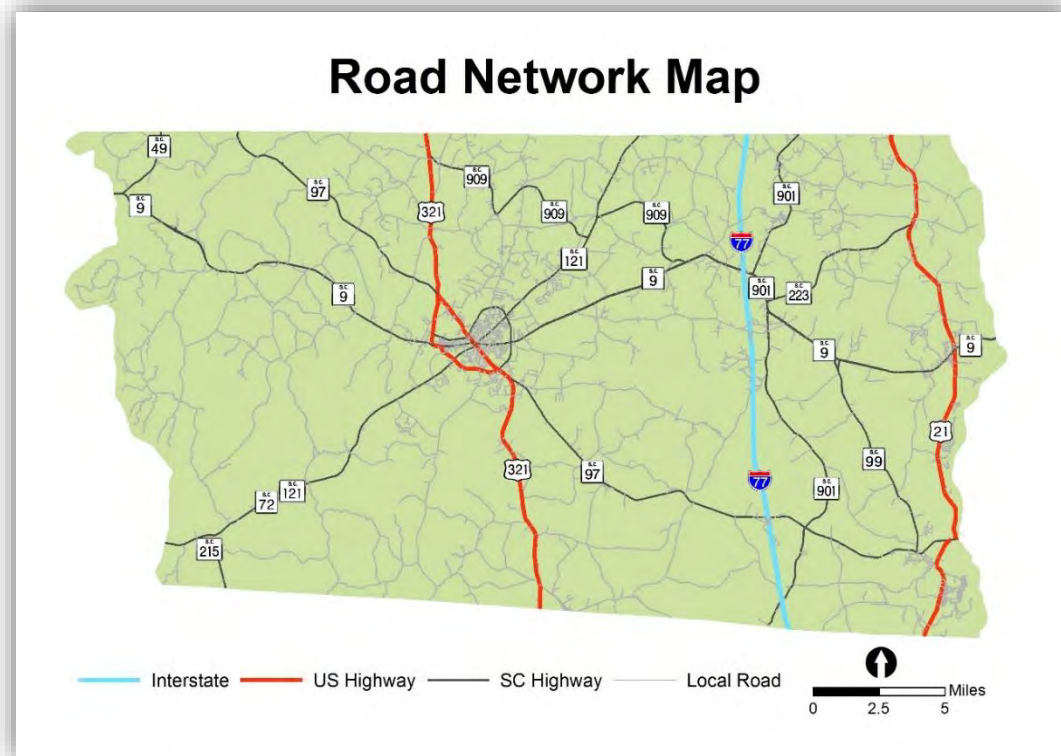 Road Network Map
S.C.
49
S.C.
97
S.C.
909
S.C.
901
S.C.
9
321
S.C.
909
S.C.
909
77
S.C.
121
S.C.
9
S.C.
901
S.C.
223
S.C.
9
S.C.
9
S.C.
9
21
S.C.
99
321
S.C.
97
77
S.C.
901
S.C.
121
S.C.
72
S.C.
215
Interstate
US Highway
SC Highway
Local Road
Miles
0 2.5 5